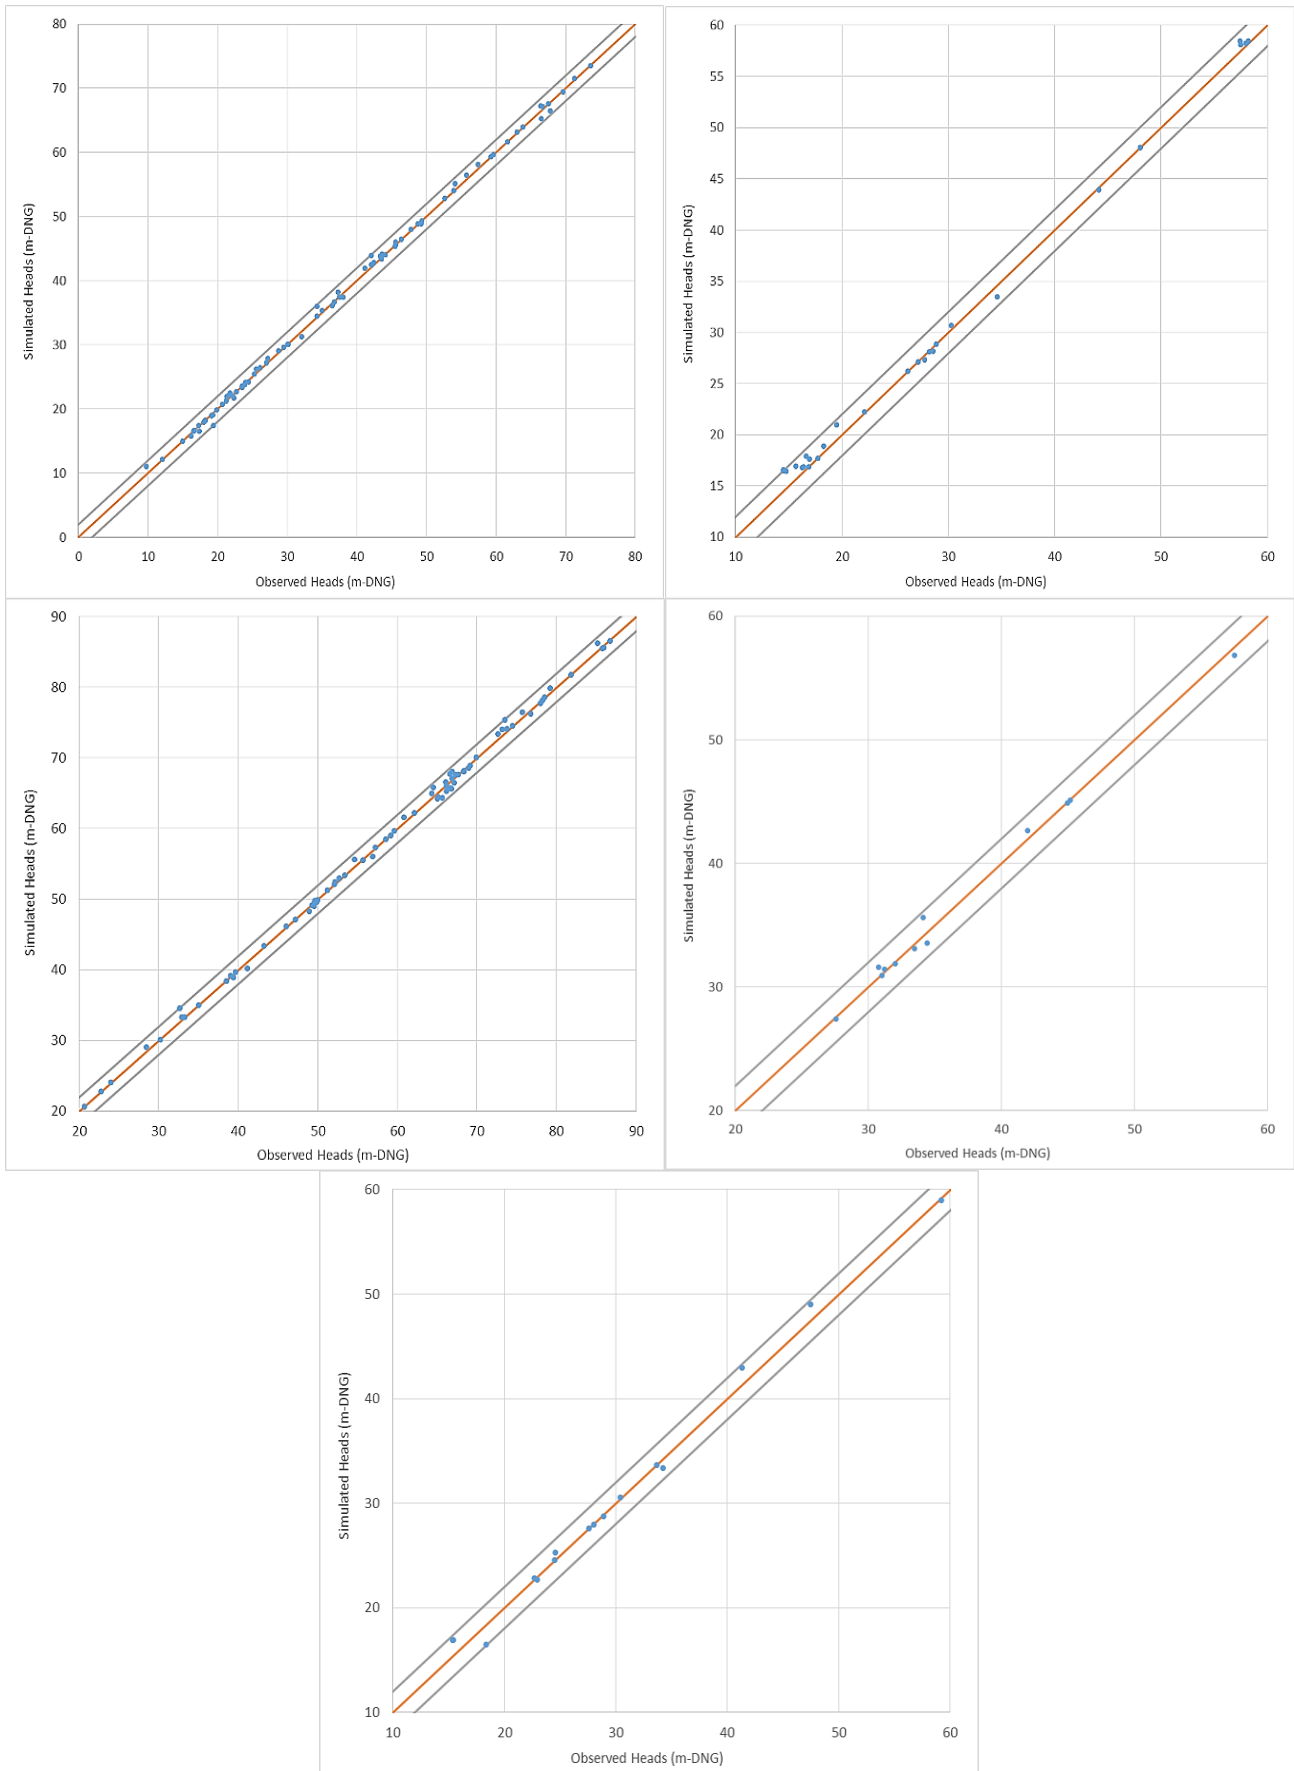 80
70
60
50
40
30
20
10
0
Simulated Heads (m-DNG)
0 10 20 30 40 50 60 70 80
Observed Heads (m-DNG)
60
55
50
45
40
35
30
25
20
15
10
Simulated Heads (m-DNG)
10 20 30 40 50 60
Observed Heads (m-DNG)
90
80
70
60
50
40
30
20
Simulated Heads (m-DNG)
20 30 40 50 60 70 80 90
Observed Heads (m-DNG)
60
50
40
30
20
Simulated Heads (m-DNG)
20 30 40 50 60
Observed Heads (m-DNG)
60
50
40
30
20
10
Simulated Heads (m-DNG)
10 20 30 40 50 60
Observed Heads (m-DNG)